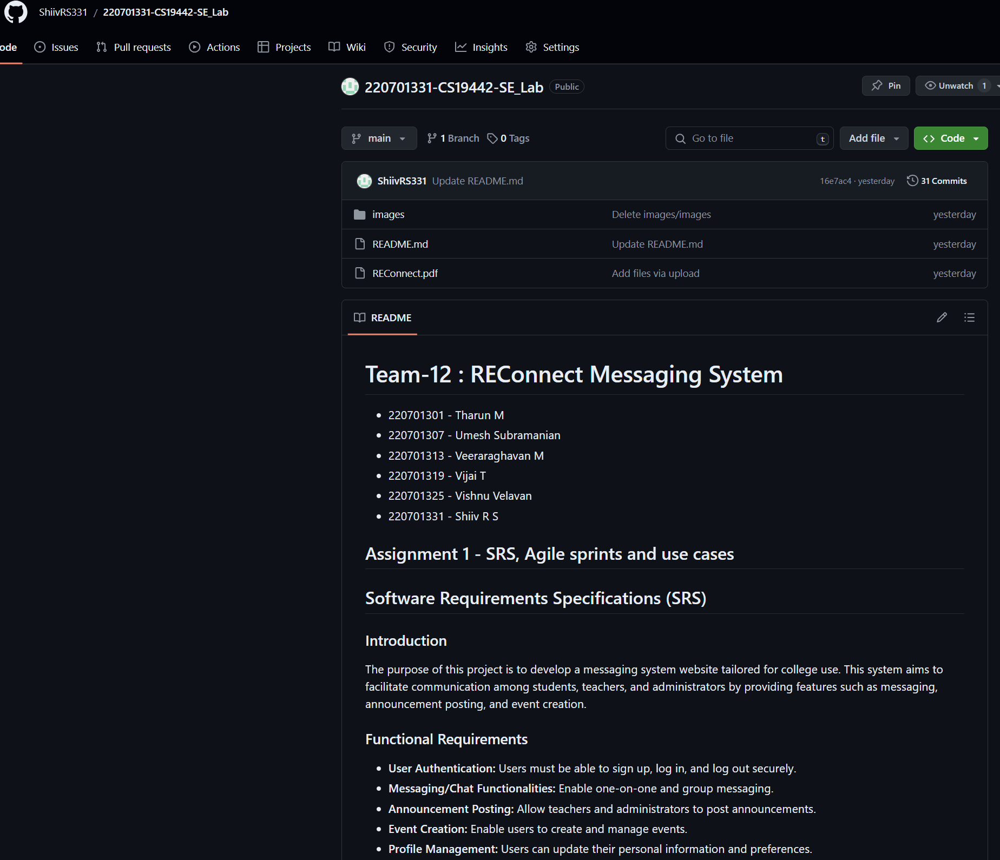 ShiivRS331 / 220701331-CS19442-SE_Lab
ode Issues Pull requests Actions Projects Wiki Security Insights Settings
220701331-CS19442-SE_Lab Public Pin Unwatch 1
main 1 Branch 0 Tags Go to file t Add file Code
ShiivRS331 Update README.md 16e7ac4 · yesterday 31 Commits
images Delete images/images yesterday
README.md Update README.md yesterday
REConnect.pdf Add files via upload yesterday
README
Team-12 : REConnect Messaging System
• 220701301 - Tharun M
• 220701307 - Umesh Subramanian
• 220701313 - Veeraraghavan M
• 220701319 - Vijai T
• 220701325 - Vishnu Velavan
• 220701331 - Shiiv R S
Assignment 1 - SRS, Agile sprints and use cases
Software Requirements Specifications (SRS)
Introduction
The purpose of this project is to develop a messaging system website tailored for college use. This system aims to
facilitate communication among students, teachers, and administrators by providing features such as messaging,
announcement posting, and event creation.
Functional Requirements
• User Authentication: Users must be able to sign up, log in, and log out securely.
• Messaging/Chat Functionalities: Enable one-on-one and group messaging.
• Announcement Posting: Allow teachers and administrators to post announcements.
• Event Creation: Enable users to create and manage events.
• Profile Management: Users can update their personal information and preferences.